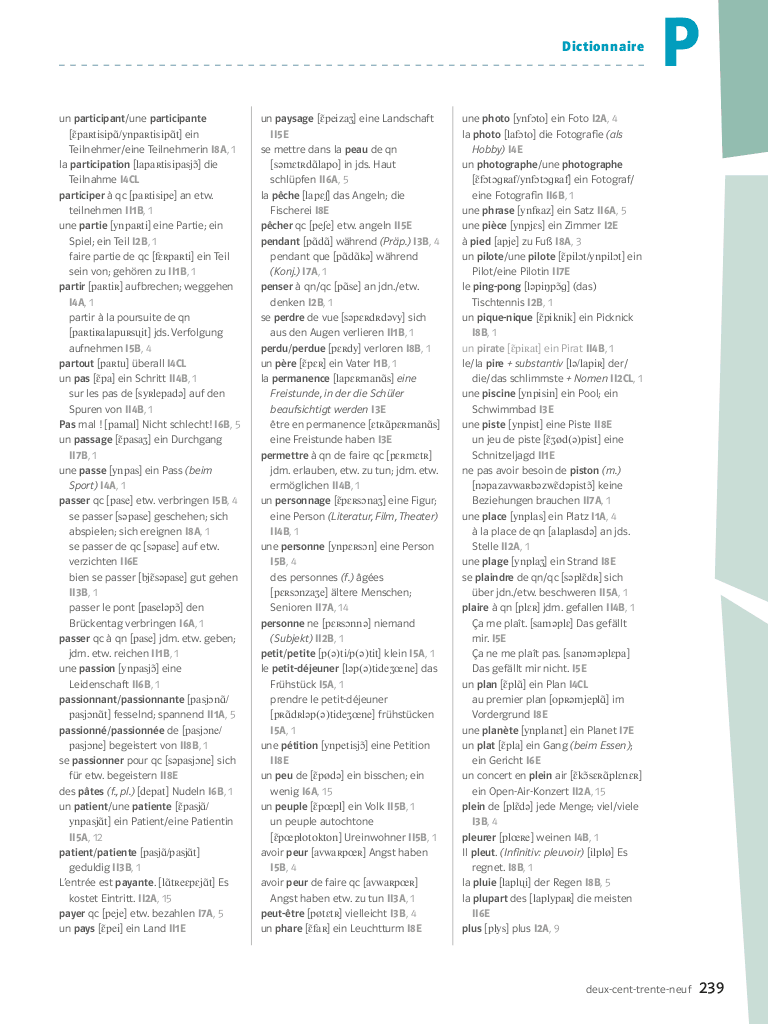 Dictionnaire
P
un participant/une participante
[ɛ̃paʀtisipɑ̃/ynpaʀtisipɑ̃t] ein
Teilnehmer/eine Teilnehmerin II8A, 1
la participation [lapaʀtisipasjɔ̃] die
Teilnahme I4CL
participer à qc [paʀtisipe] an etw.
teilnehmen II1B, 1
une partie [ynpaʀti] eine Partie; ein
Spiel; ein Teil I2B, 1
faire partie de qc [fɛʀpaʀti] ein Teil
sein von; gehören zu II1B, 1
partir [paʀtiʀ] aufbrechen; weggehen
I4A, 1
partir à la poursuite de qn
[paʀtiʀalapuʀsɥit] jds. Verfolgung
aufnehmen I5B, 4
partout [paʀtu] überall I4CL
un pas [ɛ̃pa] ein Schritt II4B, 1
sur les pas de [syʀlepadə] auf den
Spuren von II4B, 1
Pas mal ! [pamal] Nicht schlecht! I6B, 5
un passage [ɛ̃pasaʒ] ein Durchgang
II7B, 1
une passe [ynpas] ein Pass (beim
Sport) I4A, 1
passer qc [pase] etw. verbringen I5B, 4
se passer [səpase] geschehen; sich
abspielen; sich ereignen I8A, 1
se passer de qc [səpase] auf etw.
verzichten II6E
bien se passer [bjɛ̃səpase] gut gehen
II3B, 1
passer le pont [paseləpɔ̃] den
Brückentag verbringen I6A, 1
passer qc à qn [pase] jdm. etw. geben;
jdm. etw. reichen II1B, 1
une passion [ynpasjɔ̃] eine
Leidenschaft II6B, 1
passionnant/passionnante [pasjɔnɑ̃/
pasjɔnɑ̃t] fesselnd; spannend II1A, 5
passionné/passionnée de [pasjɔne/
pasjɔne] begeistert von II8B, 1
se passionner pour qc [səpasjɔne] sich
für etw. begeistern II8E
des pâtes (f., pl.) [depat] Nudeln I6B, 1
un patient/une patiente [ɛ̃pasjɑ̃/
ynpasjɑ̃t] ein Patient/eine Patientin
II5A, 12
patient/patiente [pasjɑ̃/pasjɑ̃t]
geduldig II3B, 1
L'entrée est payante. [lɑ̃tʀeɛpɛjɑ̃t] Es
kostet Eintritt. II2A, 15
payer qc [peje] etw. bezahlen I7A, 5
un pays [ɛ̃pei] ein Land II1E
un paysage [ɛ̃peizaʒ] eine Landschaft
II5E
se mettre dans la peau de qn
[səmɛtʀdɑ̃lapo] in jds. Haut
schlüpfen II6A, 5
la pêche [lapɛʃ] das Angeln; die
Fischerei I8E
pêcher qc [peʃe] etw. angeln II5E
pendant [pɑ̃dɑ̃] während (Präp.) I3B, 4
pendant que [pɑ̃dɑ̃kə] während
(Konj.) I7A, 1
penser à qn/qc [pɑ̃se] an jdn./etw.
denken I2B, 1
se perdre de vue [səpɛʀdʀdəvy] sich
aus den Augen verlieren II1B, 1
perdu/perdue [pɛʀdy] verloren I8B, 1
un père [ɛ̃pɛʀ] ein Vater I1B, 1
la permanence [lapɛʀmanɑ̃s] eine
Freistunde, in der die Schüler
beaufsichtigt werden I3E
être en permanence [ɛtʀɑ̃pɛʀmanɑ̃s]
eine Freistunde haben I3E
permettre à qn de faire qc [pɛʀmɛtʀ]
jdm. erlauben, etw. zu tun; jdm. etw.
ermöglichen II4B, 1
un personnage [ɛ̃pɛʀsɔnaʒ] eine Figur;
eine Person (Literatur, Film, Theater)
II4B, 1
une personne [ynpɛʀsɔn] eine Person
I5B, 4
des personnes (f.) âgées
[pɛʀsɔnzaʒe] ältere Menschen;
Senioren II7A, 14
personne ne [pɛʀsɔnnə] niemand
(Subjekt) II2B, 1
petit/petite [p(ə)ti/p(ə)tit] klein I5A, 1
le petit-déjeuner [ləp(ə)tideʒœne] das
Frühstück I5A, 1
prendre le petit-déjeuner
[pʀɑ̃dʀləp(ə)tideʒœne] frühstücken
I5A, 1
une pétition [ynpetisjɔ̃] eine Petition
II8E
un peu de [ɛ̃pødə] ein bisschen; ein
wenig I6A, 15
un peuple [ɛ̃pœpl] ein Volk II5B, 1
un peuple autochtone
[ɛ̃pœplotoktɔn] Ureinwohner II5B, 1
avoir peur [avwaʀpœʀ] Angst haben
I5B, 4
avoir peur de faire qc [avwaʀpœʀ]
Angst haben etw. zu tun II3A, 1
peut-être [pøtɛtʀ] vielleicht I3B, 4
un phare [ɛ̃faʀ] ein Leuchtturm I8E
une photo [ynfɔto] ein Foto I2A, 4
la photo [lafɔto] die Fotografie (als
Hobby) I4E
un photographe/une photographe
[ɛ̃fɔtɔgʀaf/ynfɔtɔgʀaf] ein Fotograf/
eine Fotografin II6B, 1
une phrase [ynfʀaz] ein Satz II6A, 5
une pièce [ynpjɛs] ein Zimmer I2E
à pied [apje] zu Fuß I8A, 3
un pilote/une pilote [ɛ̃pilɔt/ynpilɔt] ein
Pilot/eine Pilotin II7E
le ping-pong [ləpiŋpɔ̃g] (das)
Tischtennis I2B, 1
un pique-nique [ɛ̃piknik] ein Picknick
I8B, 1
un pirate [ɛ̃piʀat] ein Pirat II4B, 1
le/la pire + substantiv [lə/lapiʀ] der/
die/das schlimmste + Nomen II2CL, 1
une piscine [ynpisin] ein Pool; ein
Schwimmbad I3E
une piste [ynpist] eine Piste II8E
un jeu de piste [ɛ̃ʒød(ə)pist] eine
Schnitzeljagd II1E
ne pas avoir besoin de piston (m.)
[nəpazavwaʀbəzwɛ̃dəpistɔ̃] keine
Beziehungen brauchen II7A, 1
une place [ynplas] ein Platz I1A, 4
à la place de qn [alaplasdə] an jds.
Stelle II2A, 1
une plage [ynplaʒ] ein Strand I8E
se plaindre de qn/qc [səplɛ̃dʀ] sich
über jdn./etw. beschweren II5A, 1
plaire à qn [plɛʀ] jdm. gefallen II4B, 1
Ça me plaît. [saməplɛ] Das gefällt
mir. I5E
Ça ne me plaît pas. [sanəməplɛpa]
Das gefällt mir nicht. I5E
un plan [ɛ̃plɑ̃] ein Plan I4CL
au premier plan [opʀəmjeplɑ̃] im
Vordergrund I8E
une planète [ynplanɛt] ein Planet I7E
un plat [ɛ̃pla] ein Gang (beim Essen);
ein Gericht I6E
un concert en plein air [ɛ̃kɔ̃sɛʀɑ̃plɛnɛʀ]
ein Open-Air-Konzert II2A, 15
plein de [plɛ̃də] jede Menge; viel/viele
I3B, 4
pleurer [plœʀe] weinen I4B, 1
Il pleut. (Infinitiv: pleuvoir) [ilplø] Es
regnet. I8B, 1
la pluie [laplɥi] der Regen I8B, 5
la plupart des [laplypaʀ] die meisten
II6E
plus [plys] plus I2A, 9
deux-cent-trente-neuf 239